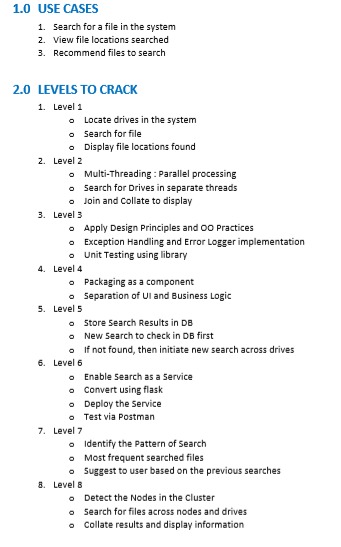 1.0 USE CASES
1. Search for a file in the system
2. View file locations searched
3. Recommend files to search
2.0 LEVELS TO CRACK
1. Level 1
o Locate drives in the system
o Search for file
o Display file locations found
2. Level 2
o Multi-Threading : Parallel processing
o Search for Drives in separate threads
o Join and Collate to display
3. Level 3
o Apply Design Principles and OO Practices
o Exception Handling and Error Logger implementation
o Unit Testing using library
4. Level 4
o Packaging as a component
o Separation of UI and Business Logic
5. Level 5
o Store Search Results in DB
o New Search to check in DB first
o If not found, then initiate new search across drives
6. Level 6
o Enable Search as a Service
o Convert using flask
o Deploy the Service
o Test via Postman
7. Level 7
o Identify the Pattern of Search
o Most frequent searched files
o Suggest to user based on the previous searches
8. Level 8
o Detect the Nodes in the Cluster
o Search for files across nodes and drives
o Collate results and display information